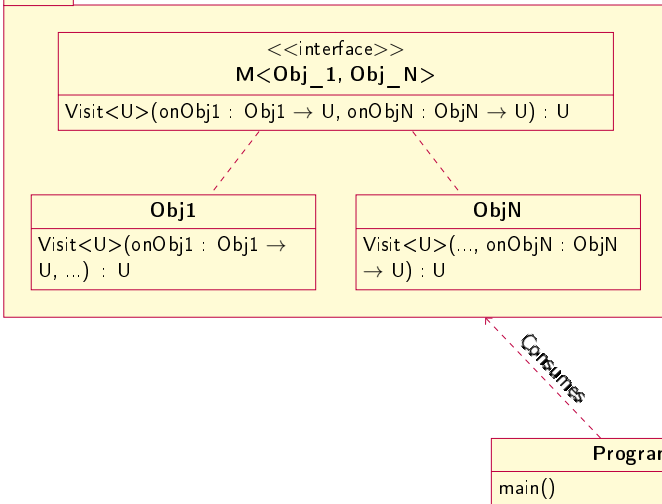 <<interface>>
M<Obj_1, Obj_N>
Visit<U>(onObj1 : Obj1 → U, onObjN : ObjN → U) : U
Obj1
Visit<U>(onObj1 : Obj1 →
U, ...) : U
ObjN
Visit<U>(..., onObjN : ObjN
→ U) : U
Consumes
main()